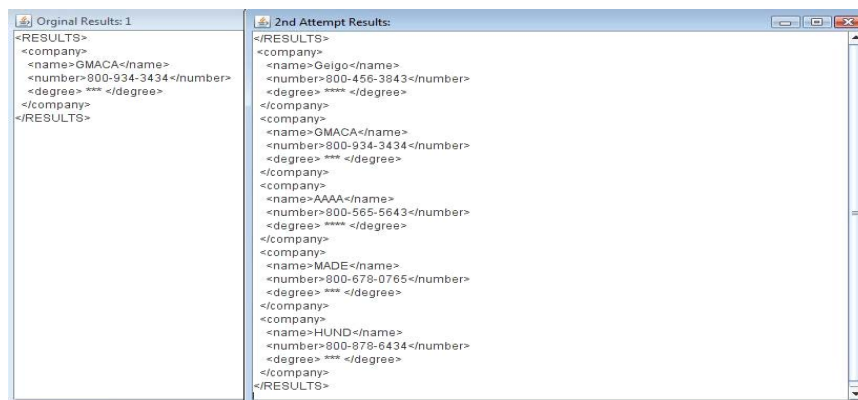 Orginal Results: 1
<RESULTS>
<company>
<name>GMACA</name>
<number>800-934-3434</number>
<degree> *** </degree>
</company>
</RESULTS>
2nd Attempt Results:
</RESULTS>
<company>
<name>Geigo</name>
<number>800-456-3843</number>
<degree> **** </degree>
</company>
<company>
<name>GMACA</name>
<number>800-934-3434</number>
<degree> *** </degree>
</company>
<company>
<name>AAAA</name>
<number>800-565-5643</number>
<degree> **** </degree>
</company>
<company>
<name>MADE</name>
<number>800-678-0765</number>
<degree> *** </degree>
</company>
<company>
<name>HUND</name>
<number>800-878-6434</number>
<degree> *** </degree>
</company>
</RESULTS>